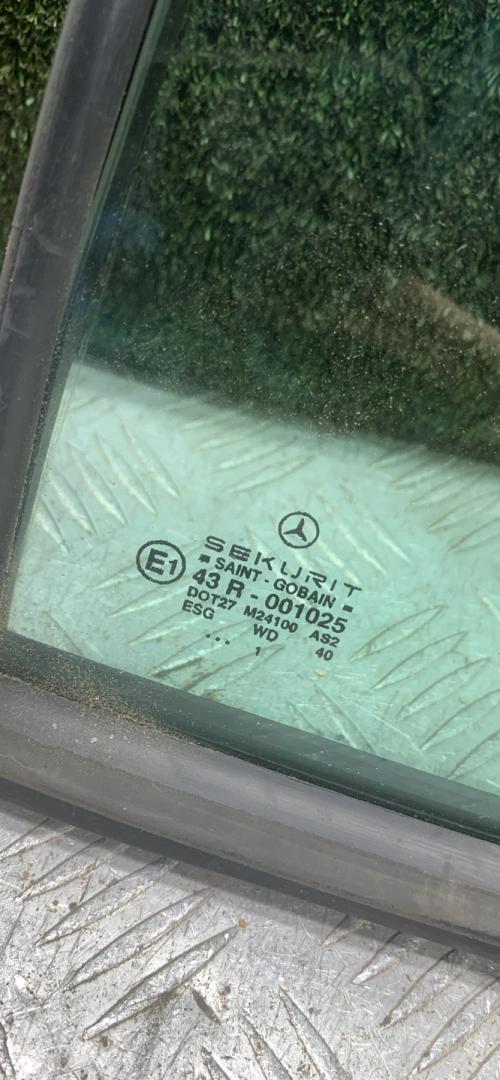 SEKURIT
SAINT - GOBAIN
E1 43 R - 001025
DOT27 M24100 AS2
ESG WD 40
... 1